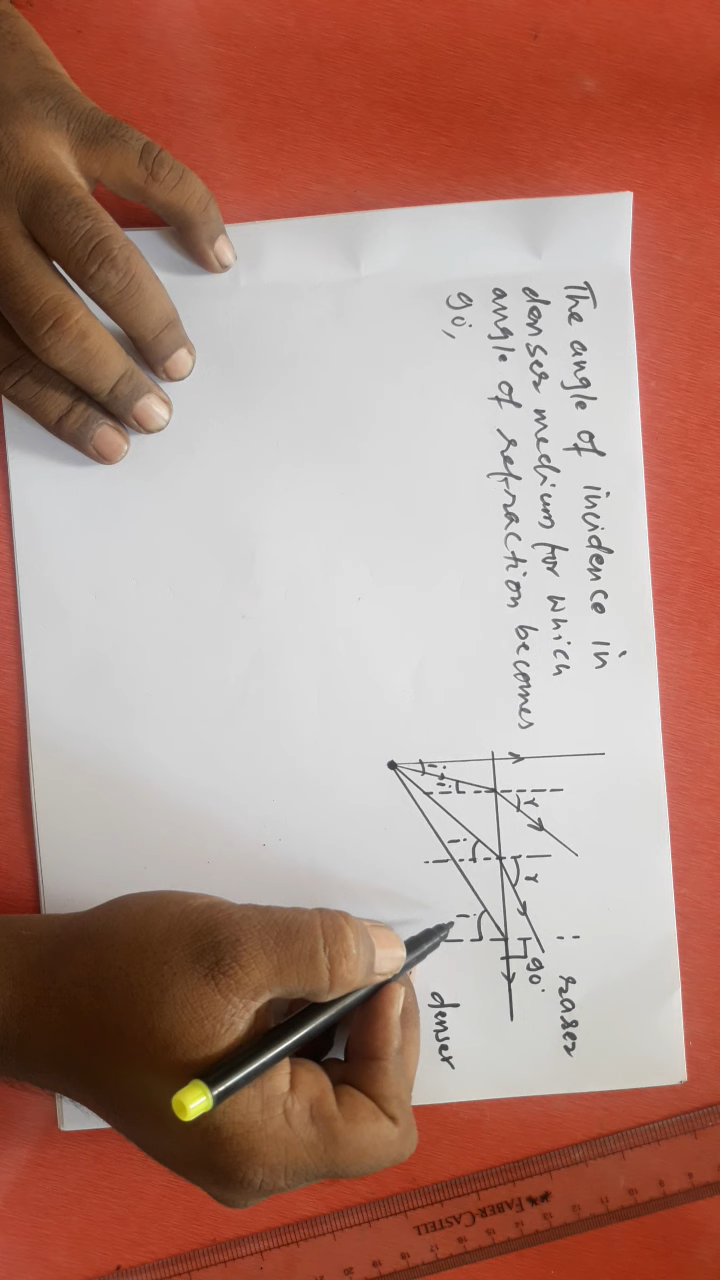 The angle of incidence in
denser medium for which
angle of refraction becomes
90°,
r
r
90°
rarer
i
i
i
denser
FABER-CASTELL